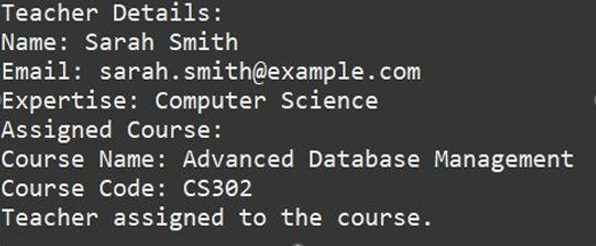 Teacher Details:
Name: Sarah Smith
Email: sarah.smith@example.com
Expertise: Computer Science
Assigned Course:
Course Name: Advanced Database Management
Course Code: CS302
Teacher assigned to the course.